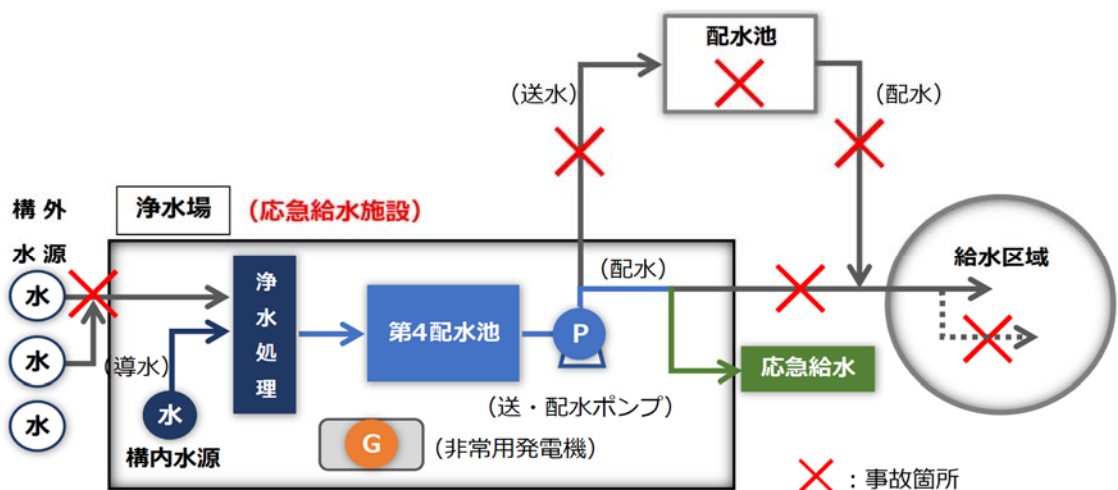 配水池
(送水)
(配水)
構外
水源
浄水場
(応急給水施設)
水
水
水
(導水)
水
構内水源
浄水処理
第4配水池
P
(配水)
(送・配水ポンプ)
G
(非常用発電機)
応急給水
給水区域
:事故箇所